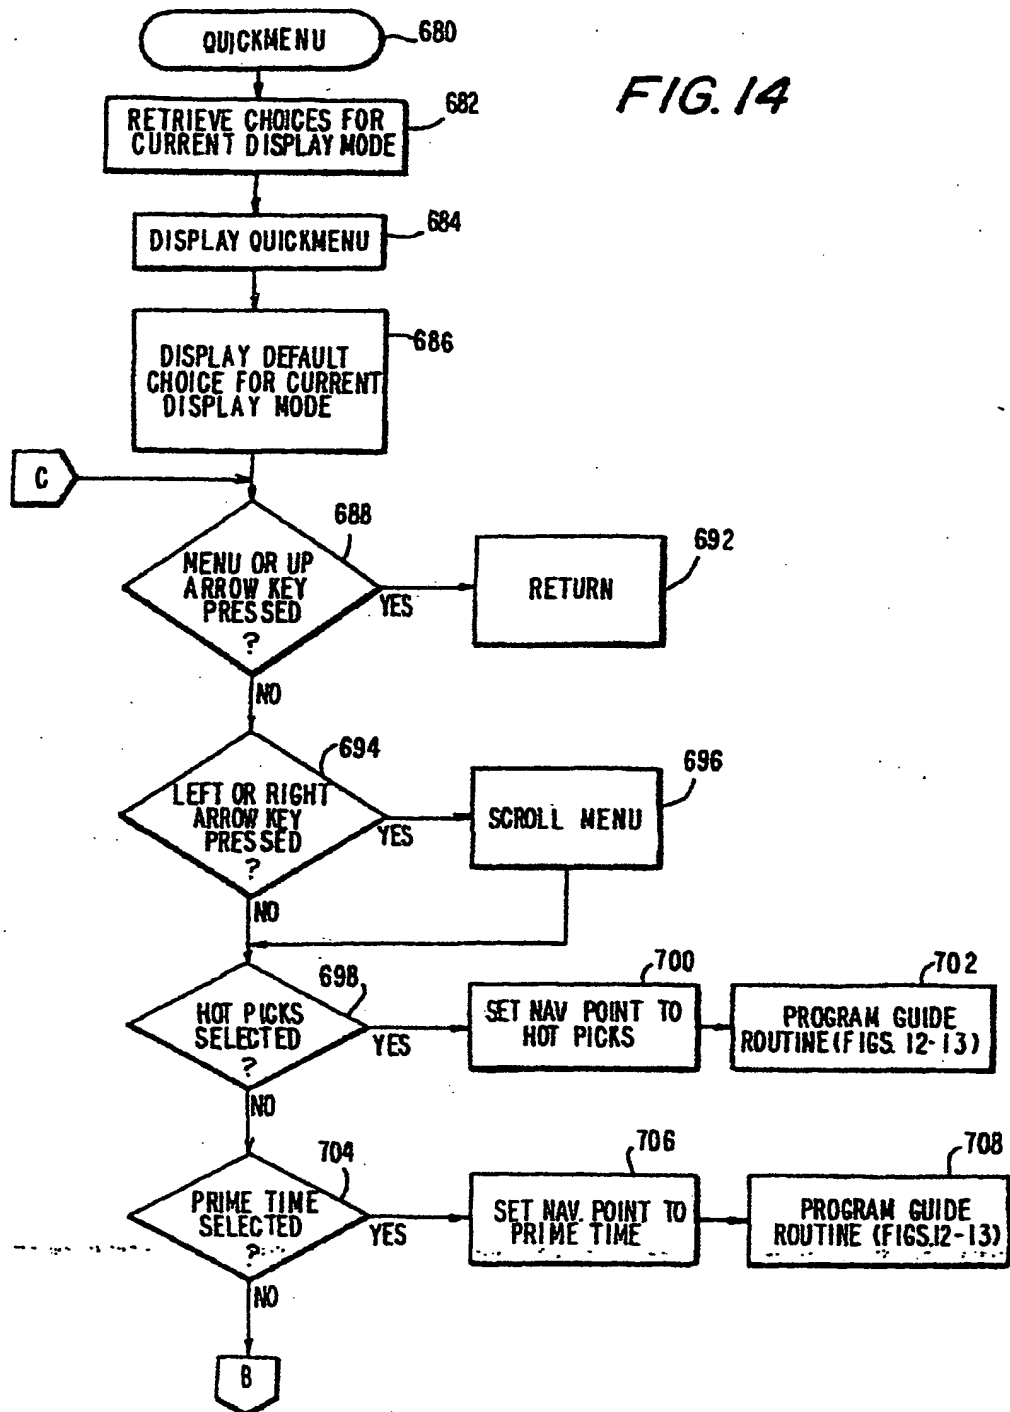 QUICKMENU
680
FIG. 14
RETRIEVE CHOICES FOR
CURRENT DISPLAY MODE
682
DISPLAY QUICKMENU
684
DISPLAY DEFAULT
CHOICE FOR CURRENT
DISPLAY MODE
686
C
MENU OR UP
ARROW KEY
PRESSED
?
688
YES
RETURN
692
NO
LEFT OR RIGHT
ARROW KEY
PRESSED
?
694
YES
SCROLL MENU
696
NO
HOT PICKS
SELECTED
?
698
YES
SET NAV POINT TO
HOT PICKS
700
PROGRAM GUIDE
ROUTINE (FIGS. 12-13)
702
NO
PRIME TIME
SELECTED
?
704
YES
SET NAV. POINT TO
PRIME TIME
706
PROGRAM GUIDE
ROUTINE (FIGS.12-13)
708
NO
B